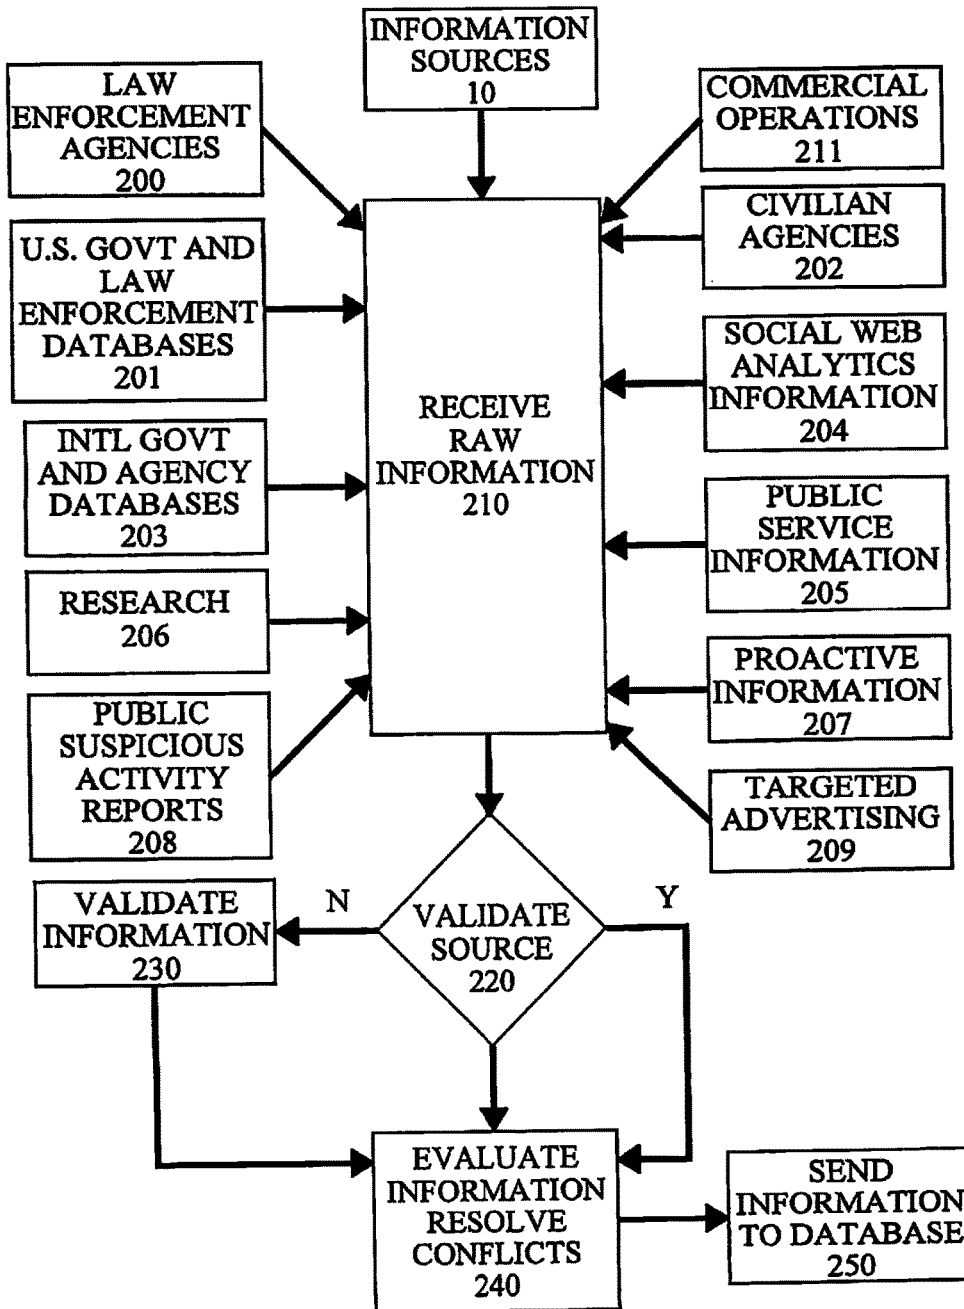 INFORMATION
SOURCES
10
LAW
ENFORCEMENT
AGENCIES
200
COMMERCIAL
OPERATIONS
211
U.S. GOVT AND
LAW
ENFORCEMENT
DATABASES
201
CIVILIAN
AGENCIES
202
SOCIAL WEB
ANALYTICS
INFORMATION
204
RECEIVE
RAW
INFORMATION
210
INTL GOVT
AND AGENCY
DATABASES
203
PUBLIC
SERVICE
INFORMATION
205
RESEARCH
206
PROACTIVE
INFORMATION
207
PUBLIC
SUSPICIOUS
ACTIVITY
REPORTS
208
TARGETED
ADVERTISING
209
VALIDATE
INFORMATION
230
N
VALIDATE
SOURCE
220
Y
EVALUATE
INFORMATION
RESOLVE
CONFLICTS
240
SEND
INFORMATION
TO DATABASE
250